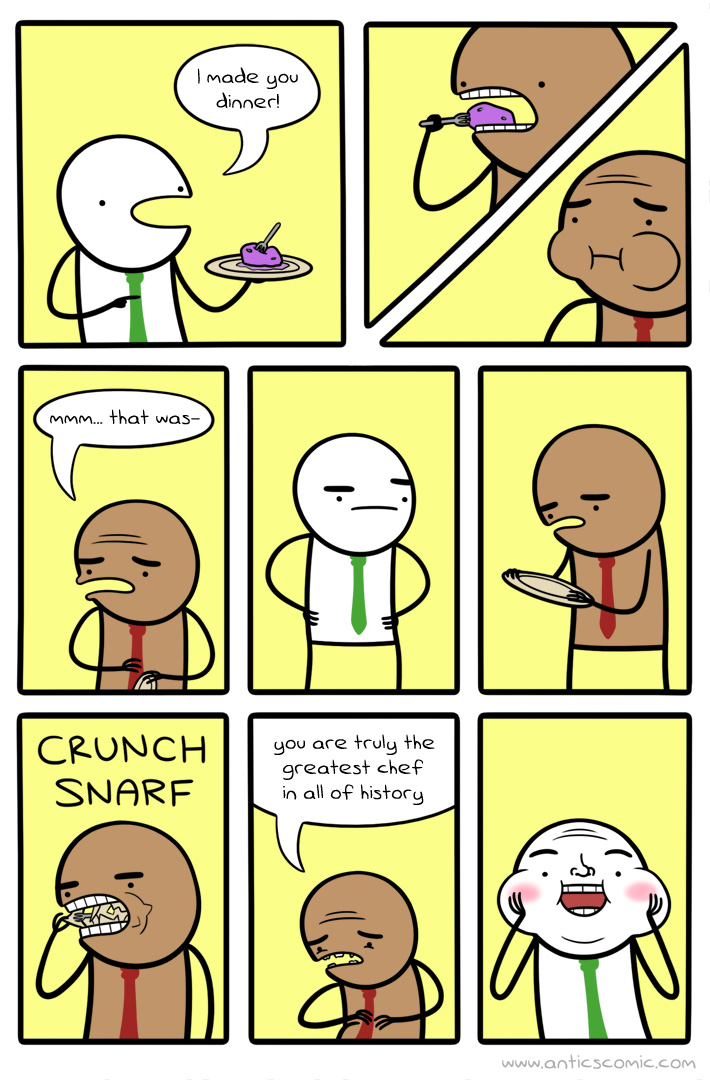 I made you
dinner!
mmm... that was-
CRUNCH
SNARF
you are truly the
greatest chef
in all of history
www.anticscomic.com